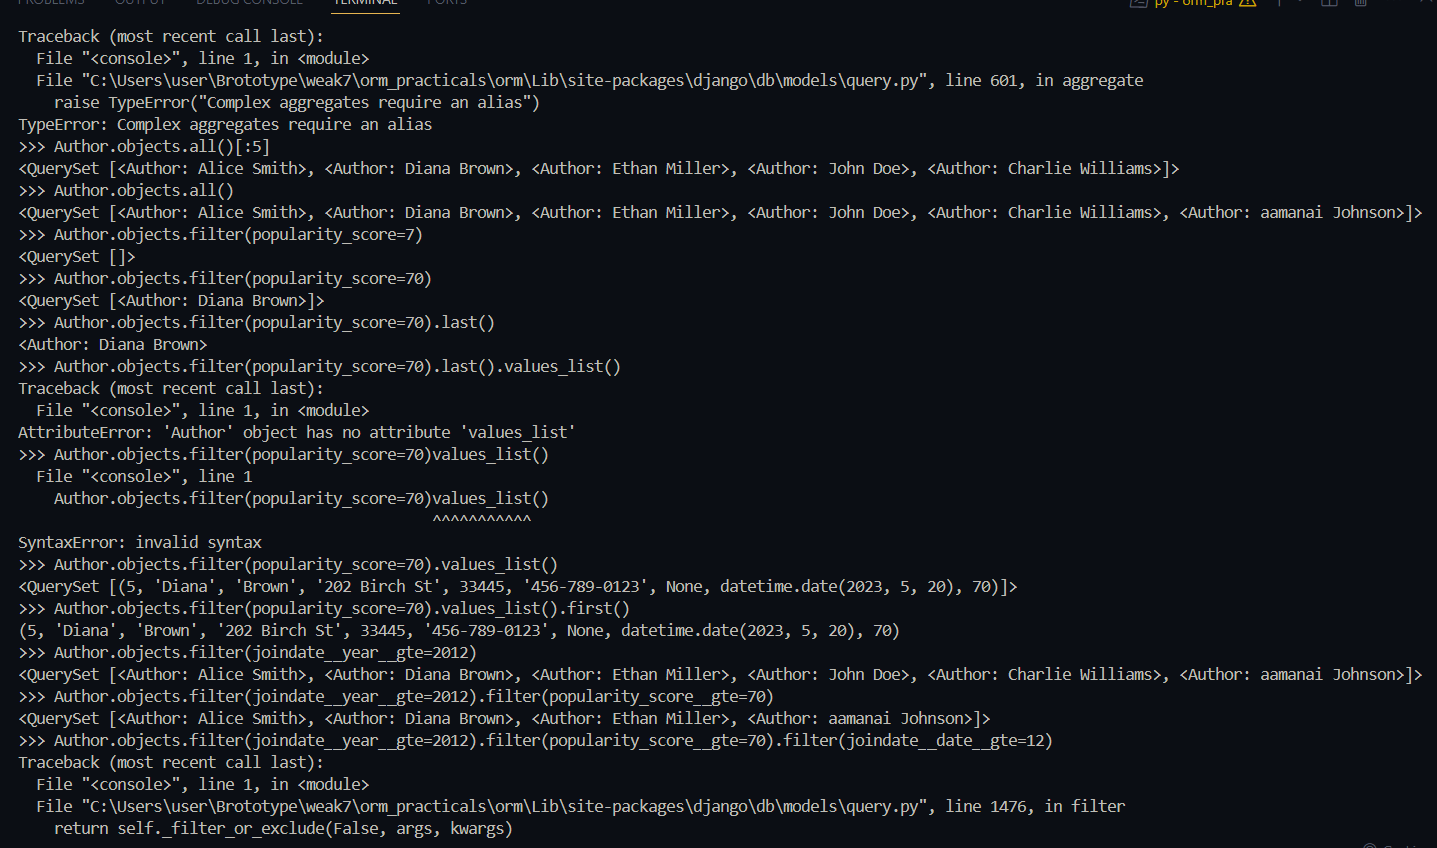 PROBLEMS OUTPUT DEBUG CONSOLE TERMINAL PORTS py - orm_pra
Traceback (most recent call last):
  File "<console>", line 1, in <module>
  File "C:\Users\user\Brototype\weak7\orm_practicals\orm\Lib\site-packages\django\db\models\query.py", line 601, in aggregate
    raise TypeError("Complex aggregates require an alias")
TypeError: Complex aggregates require an alias
>>> Author.objects.all()[:5]
<QuerySet [<Author: Alice Smith>, <Author: Diana Brown>, <Author: Ethan Miller>, <Author: John Doe>, <Author: Charlie Williams>]>
>>> Author.objects.all()
<QuerySet [<Author: Alice Smith>, <Author: Diana Brown>, <Author: Ethan Miller>, <Author: John Doe>, <Author: Charlie Williams>, <Author: aamanai Johnson>]>
>>> Author.objects.filter(popularity_score=7)
<QuerySet []>
>>> Author.objects.filter(popularity_score=70)
<QuerySet [<Author: Diana Brown>]>
>>> Author.objects.filter(popularity_score=70).last()
<Author: Diana Brown>
>>> Author.objects.filter(popularity_score=70).last().values_list()
Traceback (most recent call last):
  File "<console>", line 1, in <module>
AttributeError: 'Author' object has no attribute 'values_list'
>>> Author.objects.filter(popularity_score=70)values_list()
  File "<console>", line 1
    Author.objects.filter(popularity_score=70)values_list()
                                              ^^^^^^^^^^^
SyntaxError: invalid syntax
>>> Author.objects.filter(popularity_score=70).values_list()
<QuerySet [(5, 'Diana', 'Brown', '202 Birch St', 33445, '456-789-0123', None, datetime.date(2023, 5, 20), 70)]>
>>> Author.objects.filter(popularity_score=70).values_list().first()
(5, 'Diana', 'Brown', '202 Birch St', 33445, '456-789-0123', None, datetime.date(2023, 5, 20), 70)
>>> Author.objects.filter(joindate__year__gte=2012)
<QuerySet [<Author: Alice Smith>, <Author: Diana Brown>, <Author: Ethan Miller>, <Author: John Doe>, <Author: Charlie Williams>, <Author: aamanai Johnson>]>
>>> Author.objects.filter(joindate__year__gte=2012).filter(popularity_score__gte=70)
<QuerySet [<Author: Alice Smith>, <Author: Diana Brown>, <Author: Ethan Miller>, <Author: aamanai Johnson>]>
>>> Author.objects.filter(joindate__year__gte=2012).filter(popularity_score__gte=70).filter(joindate__date__gte=12)
Traceback (most recent call last):
  File "<console>", line 1, in <module>
  File "C:\Users\user\Brototype\weak7\orm_practicals\orm\Lib\site-packages\django\db\models\query.py", line 1476, in filter
    return self._filter_or_exclude(False, args, kwargs)